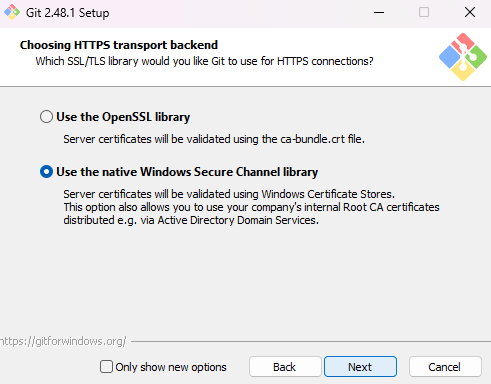 Git 2.48.1 Setup
Choosing HTTPS transport backend
Which SSL/TLS library would you like Git to use for HTTPS connections?
Use the OpenSSL library
Server certificates will be validated using the ca-bundle.crt file.
Use the native Windows Secure Channel library
Server certificates will be validated using Windows Certificate Stores.
This option also allows you to use your company's internal Root CA certificates
distributed e.g. via Active Directory Domain Services.
https://gitforwindows.org/
Only show new options
Back
Next
Cancel